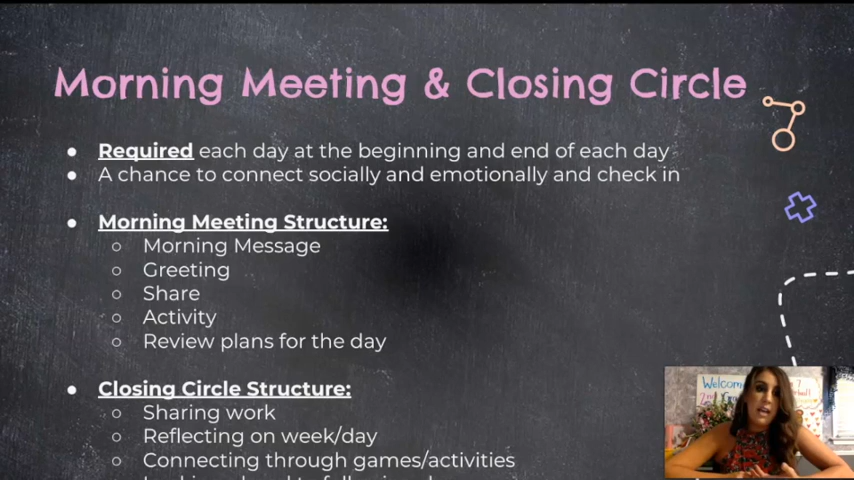 Morning Meeting & Closing Circle
● Required each day at the beginning and end of each day
● A chance to connect socially and emotionally and check in
● Morning Meeting Structure:
○ Morning Message
○ Greeting
○ Share
○ Activity
○ Review plans for the day
● Closing Circle Structure:
○ Sharing work
○ Reflecting on week/day
○ Connecting through games/activities
Welcom
2nd